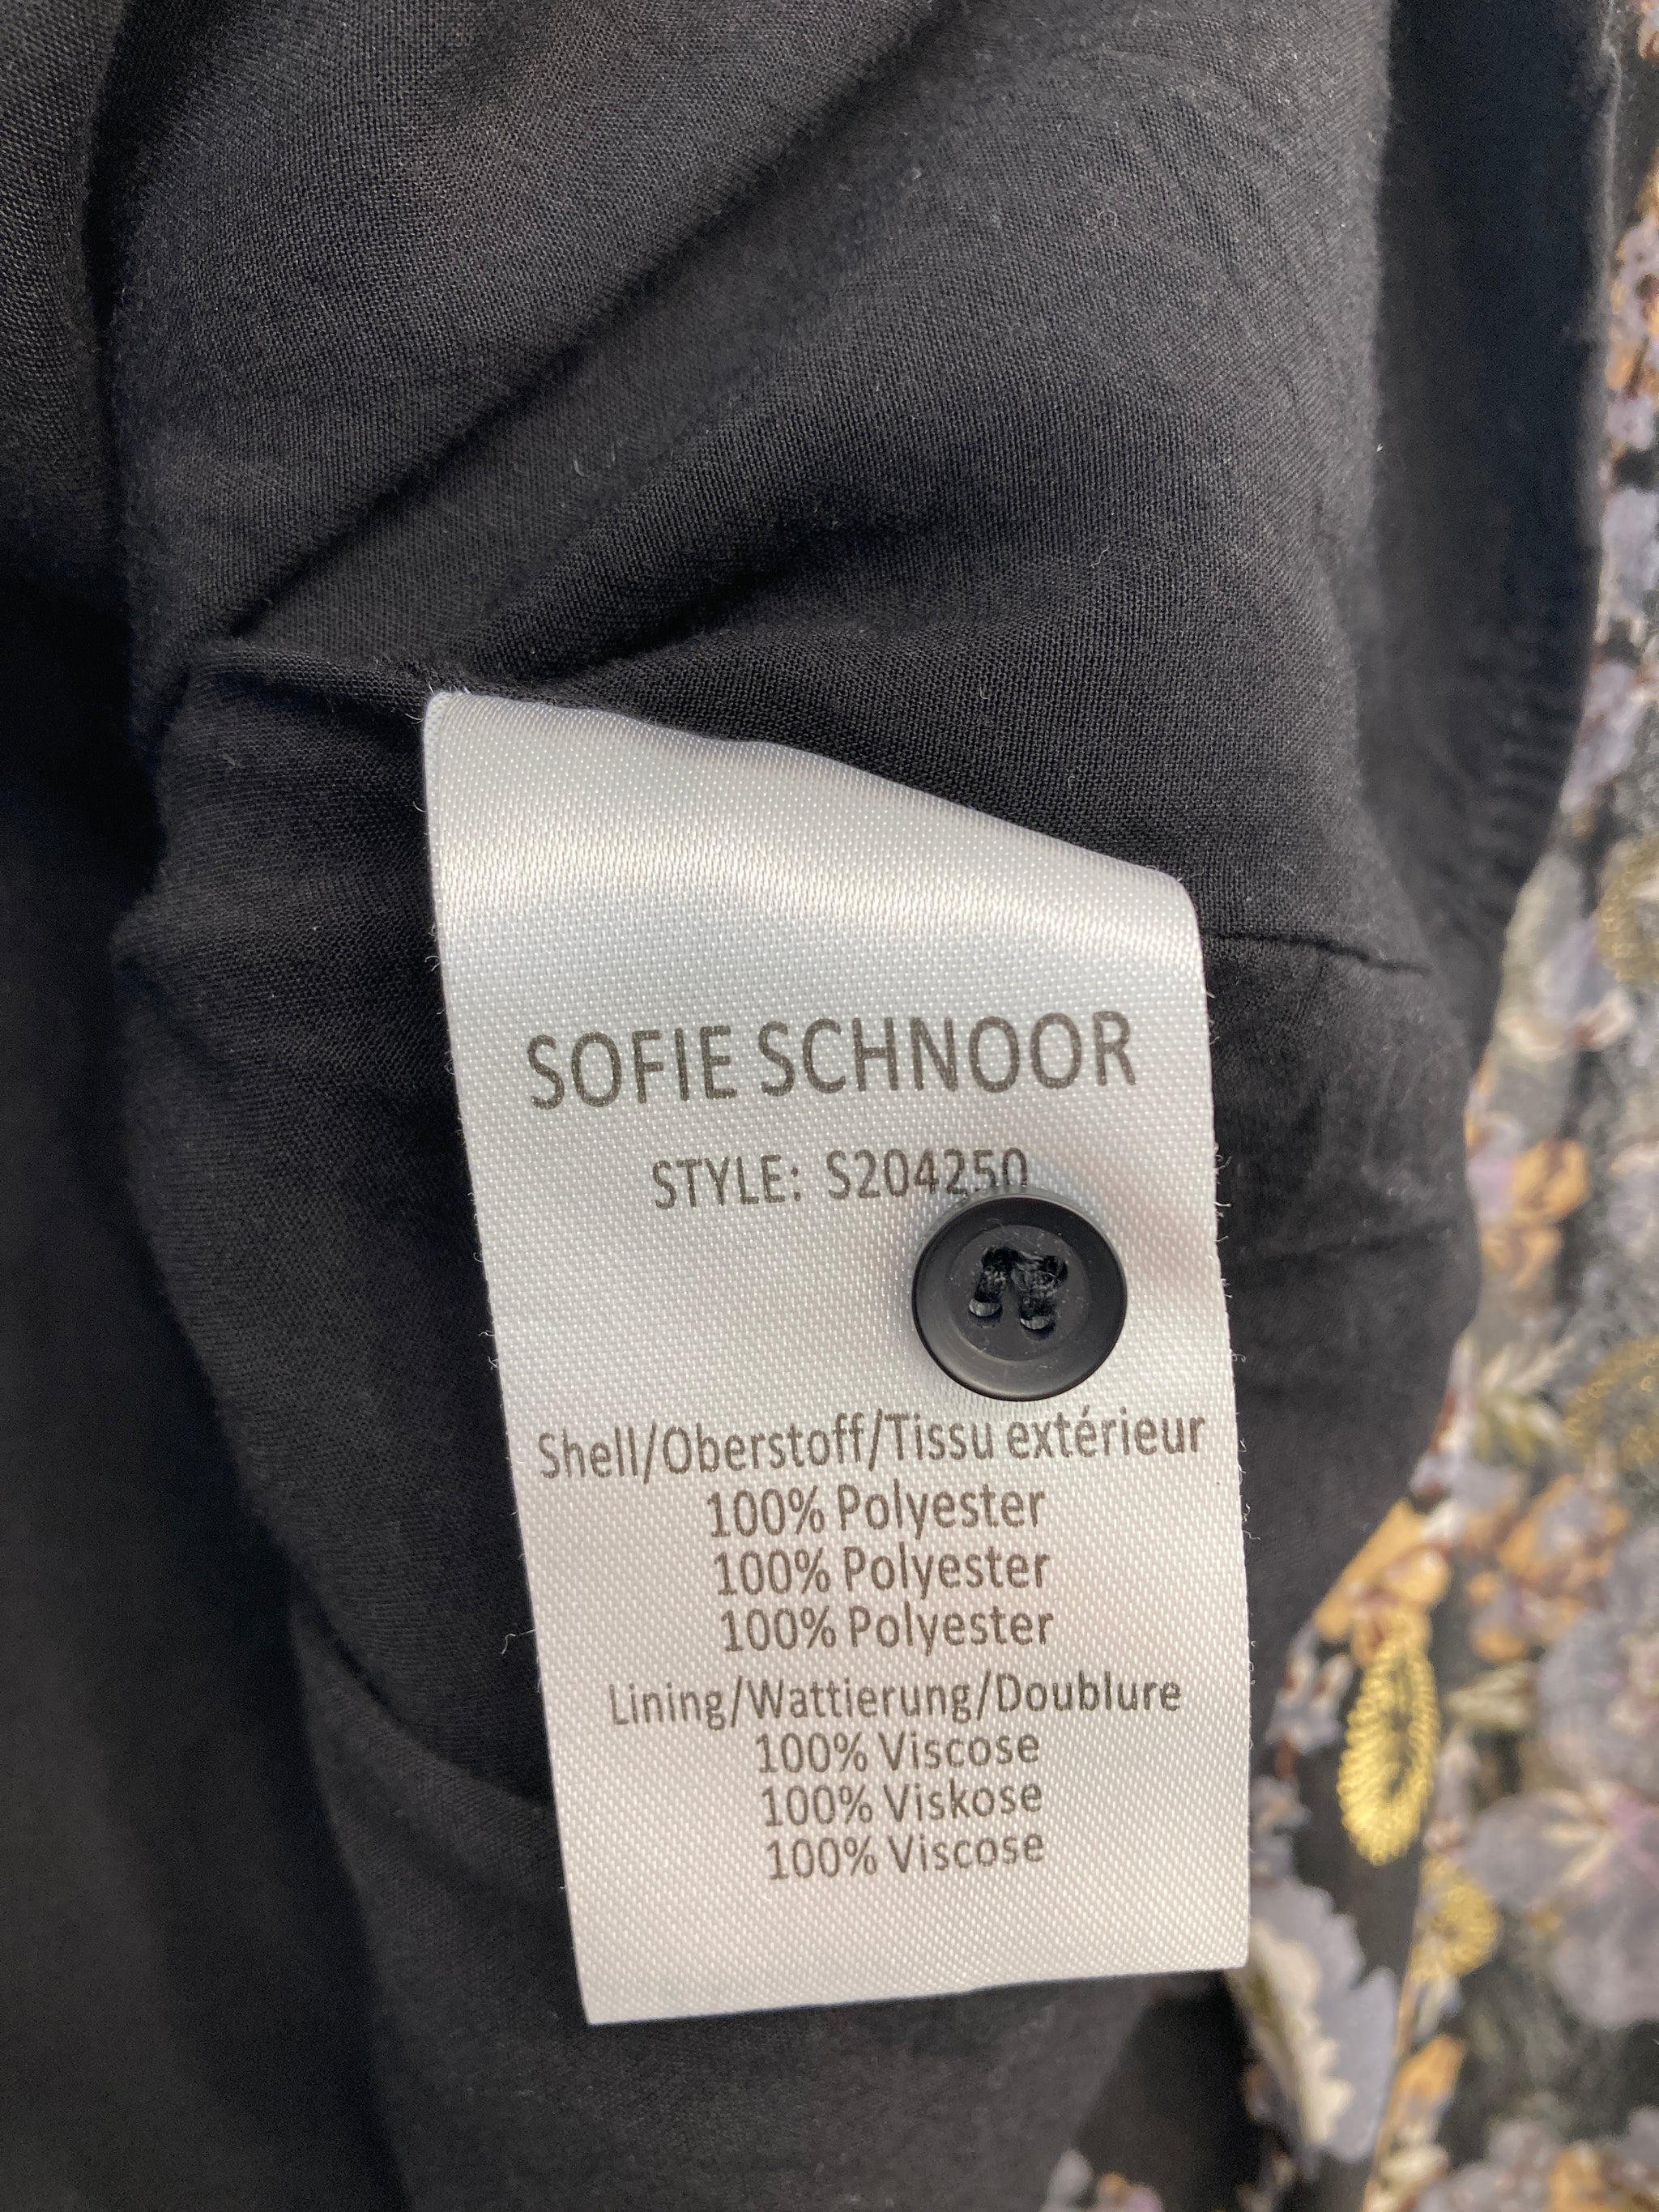 SOFIE SCHNOOR
STYLE: S204250
Shell/Oberstoff/Tissu extérieur
100% Polyester
100% Polyester
100% Polyester
Lining/Wattierung/Doublure
100% Viscose
100% Viskose
100% Viscose